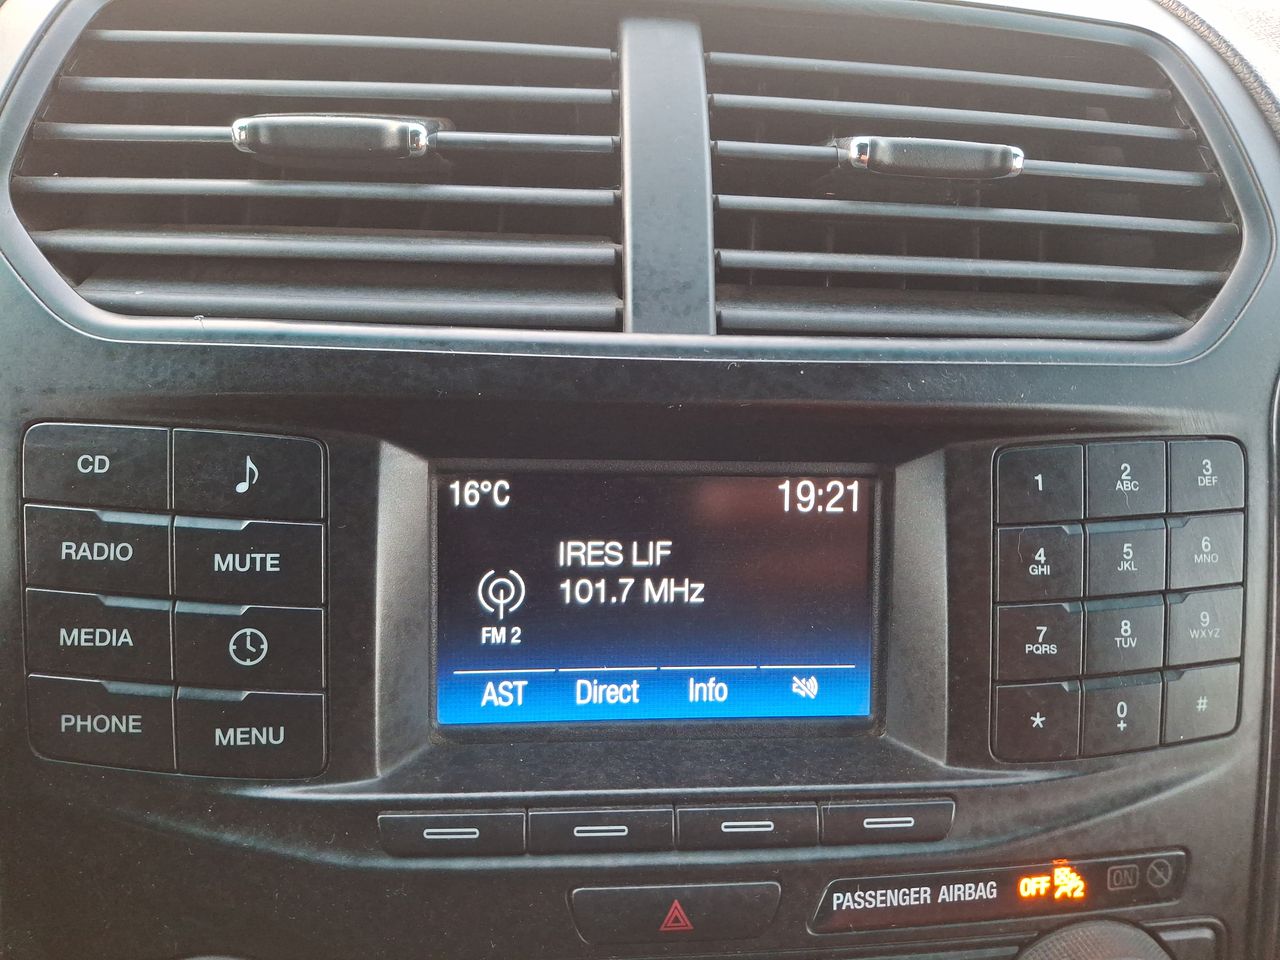 CD
RADIO
MUTE
MEDIA
PHONE
MENU
16°C
19:21
IRES LIF
101.7 MHz
FM 2
AST Direct Info
1
2 ABC
3 DEF
4 GHI
5 JKL
6 MNO
7 PQRS
8 TUV
9 WXYZ
*
0 +
#
PASSENGER AIRBAG OFF 2 ON